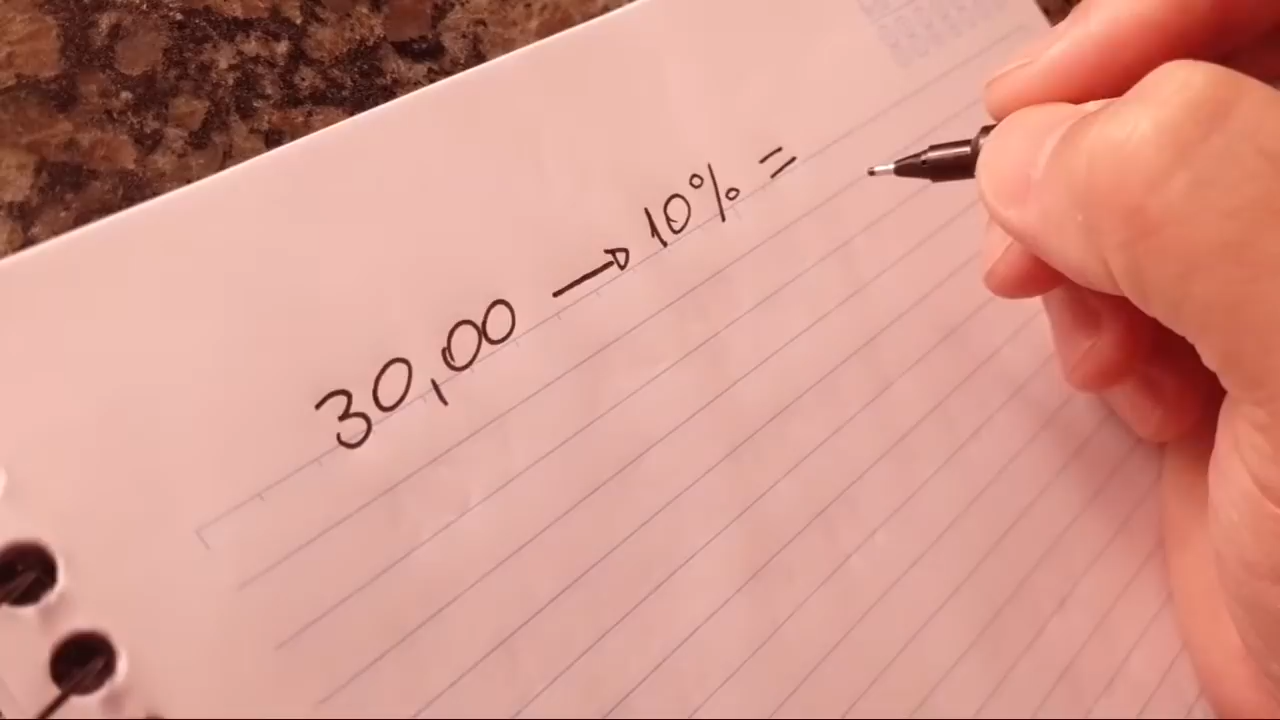 30,00 → 10% =